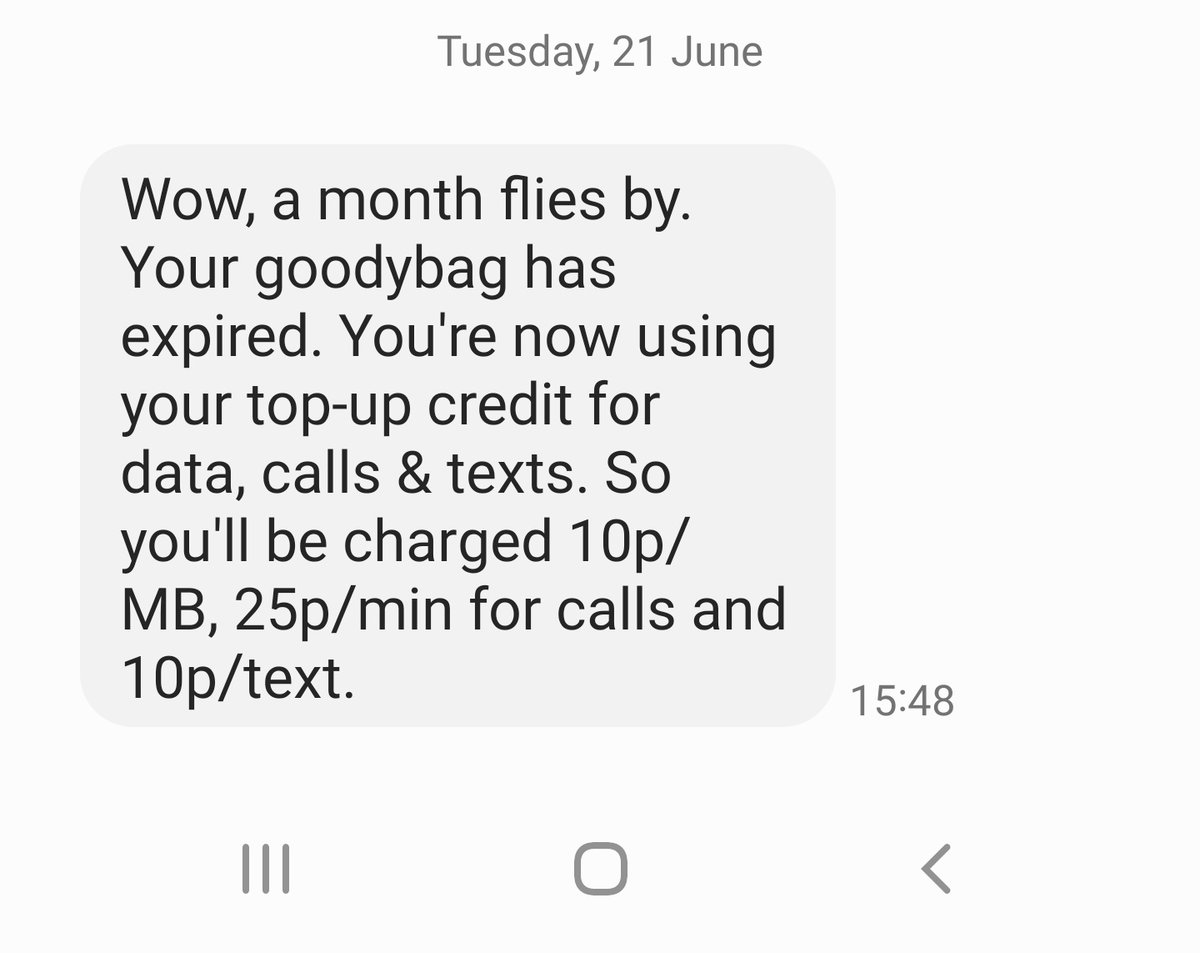 Tuesday, 21 June
Wow, a month flies by.
Your goodybag has
expired. You're now using
your top-up credit for
data, calls & texts. So
you'll be charged 10p/
MB, 25p/min for calls and
10p/text.
15:48